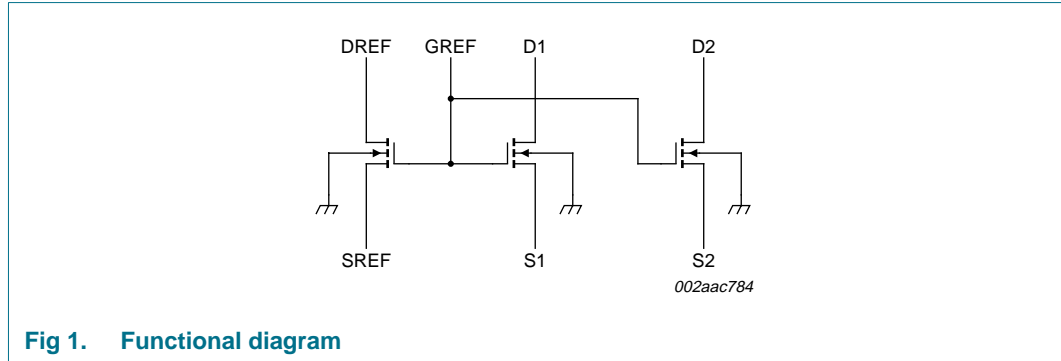 DREF GREF D1 D2
SREF S1 S2
002aac784
Fig 1. Functional diagram